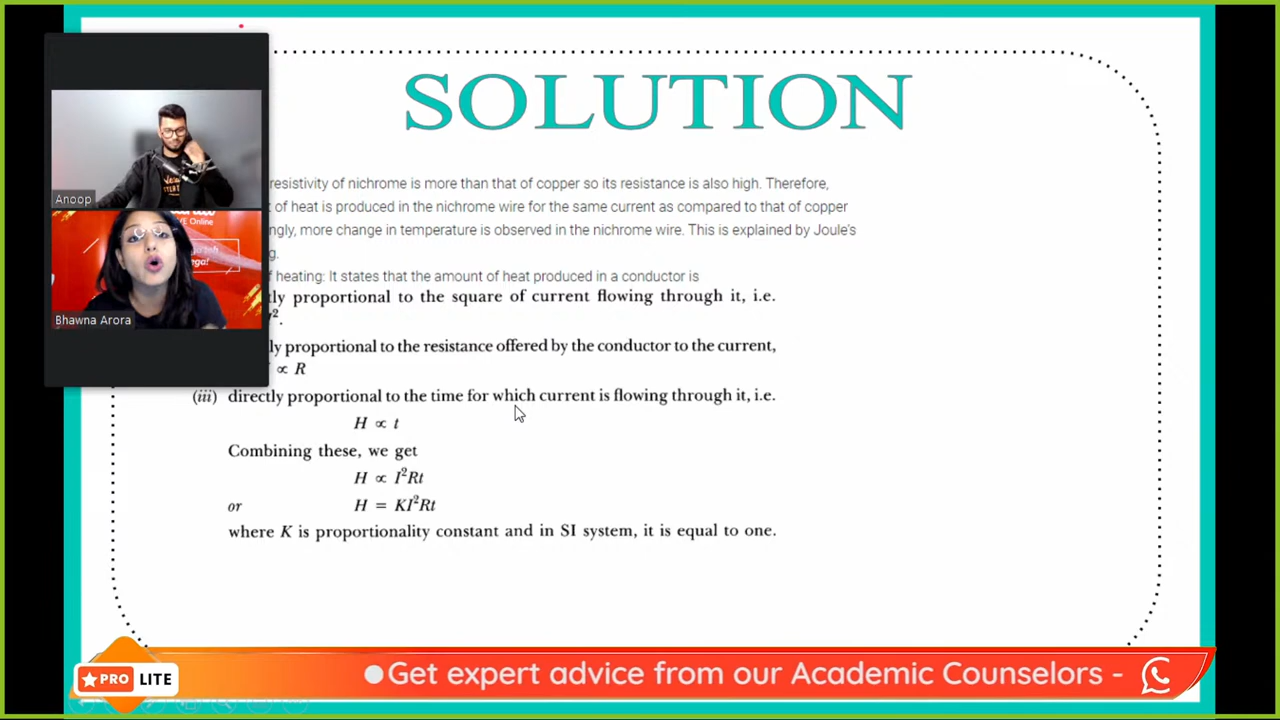 SOLUTION
resistivity of nichrome is more than that of copper so its resistance is also high. Therefore,
of heat is produced in the nichrome wire for the same current as compared to that of copper
ngly, more change in temperature is observed in the nichrome wire. This is explained by Joule's
g.
heating: It states that the amount of heat produced in a conductor is
tly proportional to the square of current flowing through it, i.e.
².
ly proportional to the resistance offered by the conductor to the current,
∝ R
(iii) directly proportional to the time for which current is flowing through it, i.e.
H ∝ t
Combining these, we get
H ∝ I²Rt
or H = KI²Rt
where K is proportionality constant and in SI system, it is equal to one.
Anoop
E Online
ega!
Bhawna Arora
PRO LITE
Get expert advice from our Academic Counselors -